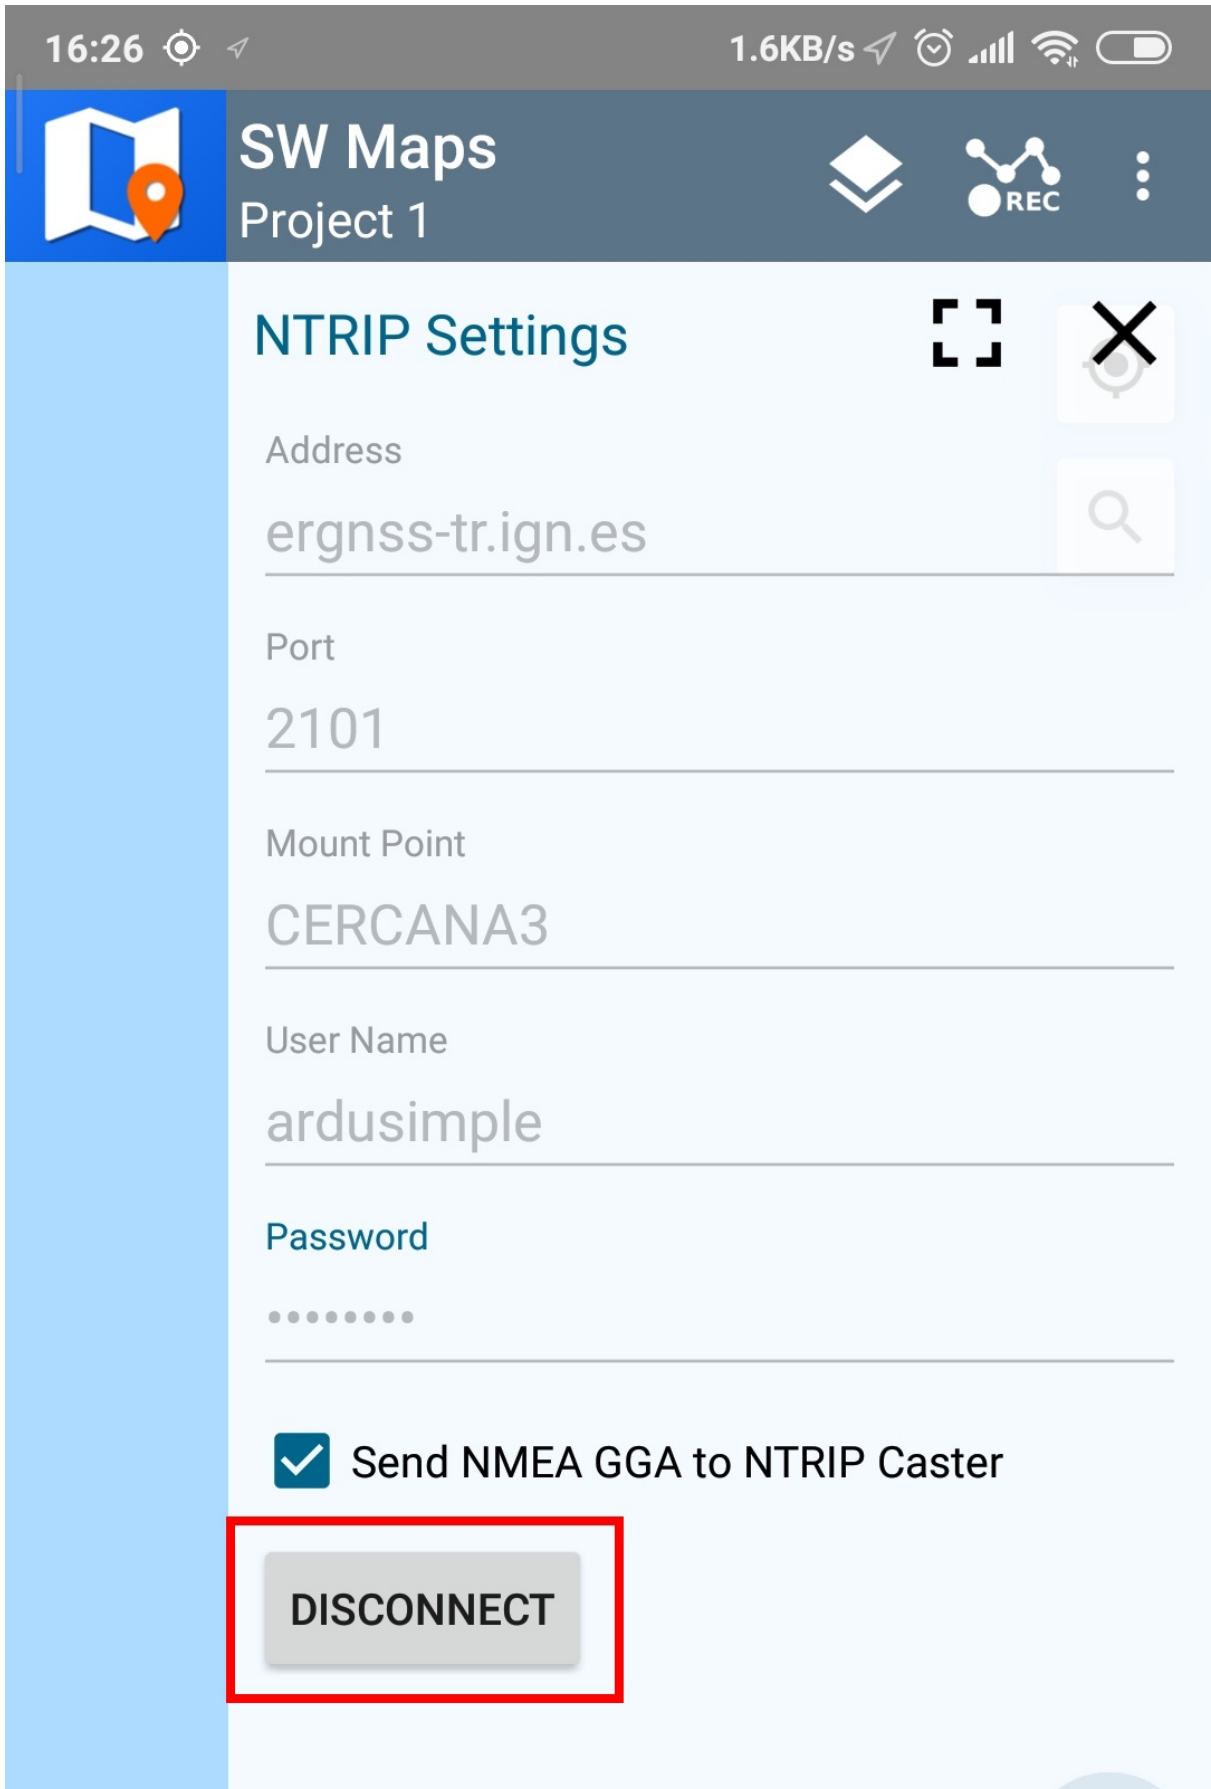 16:26 1.6KB/s
SW Maps
Project 1
REC
NTRIP Settings
Address
ergnss-tr.ign.es
Port
2101
Mount Point
CERCANA3
User Name
ardusimple
Password
••••••••
Send NMEA GGA to NTRIP Caster
DISCONNECT